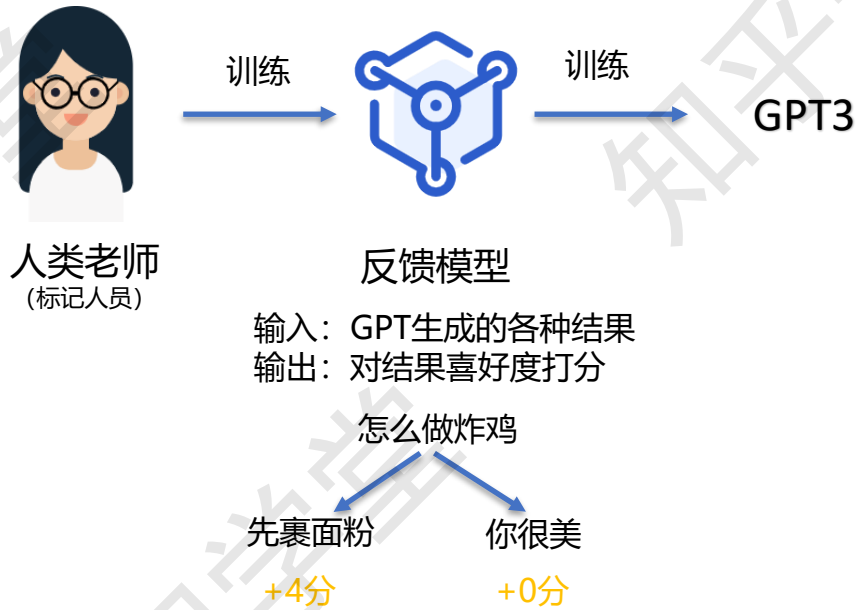 训练
训练
GPT3
人类老师
(标记人员)
反馈模型
输入：GPT生成的各种结果
输出：对结果喜好度打分
怎么做炸鸡
先裹面粉
你很美
+4分
+0分